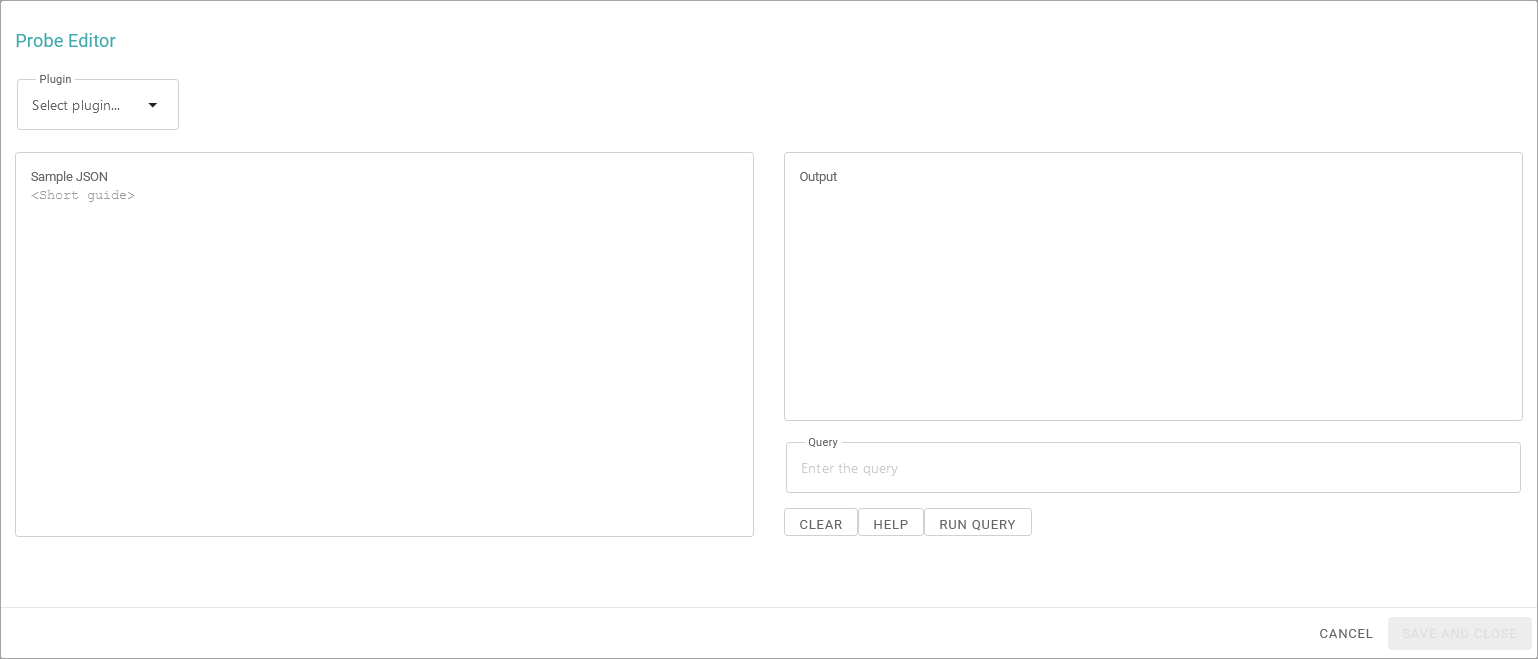 Probe Editor
Plugin
Select plugin...
Sample JSON
<Short guide>
Output
Query
Enter the query
CLEAR HELP RUN QUERY
CANCEL SAVE AND CLOSE